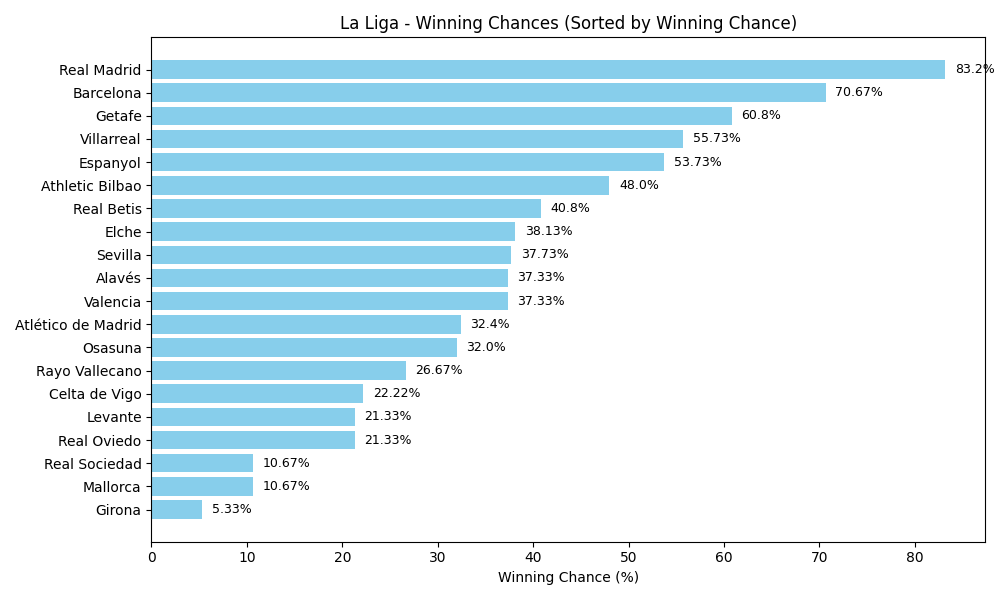 La Liga - Winning Chances (Sorted by Winning Chance)
Real Madrid 83.2%
Barcelona 70.67%
Getafe 60.8%
Villarreal 55.73%
Espanyol 53.73%
Athletic Bilbao 48.0%
Real Betis 40.8%
Elche 38.13%
Sevilla 37.73%
Alavés 37.33%
Valencia 37.33%
Atlético de Madrid 32.4%
Osasuna 32.0%
Rayo Vallecano 26.67%
Celta de Vigo 22.22%
Levante 21.33%
Real Oviedo 21.33%
Real Sociedad 10.67%
Mallorca 10.67%
Girona 5.33%
0 10 20 30 40 50 60 70 80
Winning Chance (%)